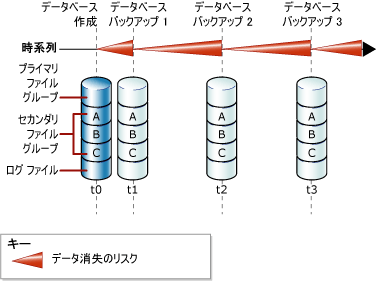 データベース
作成
データベース
バックアップ 1
データベース
バックアップ 2
データベース
バックアップ 3
時系列
プライマリ
ファイル
グループ
セカンダリ
ファイル
グループ
ログ ファイル
A
B
C
A
B
C
A
B
C
A
B
C
t0
t1
t2
t3
キー
データ消失のリスク